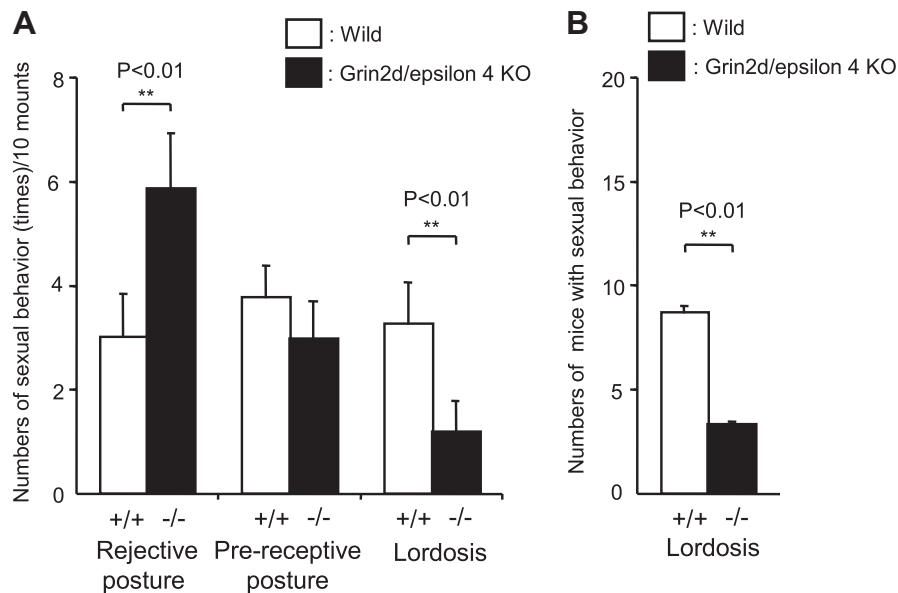 A
: Wild
: Grin2d/epsilon 4 KO
Numbers of sexual behavior (times)/10 mounts
8
6
4
2
0
P<0.01
**
P<0.01
**
+/+ -/- +/+ -/- +/+ -/-
Rejective posture
Pre-receptive posture
Lordosis
B
: Wild
: Grin2d/epsilon 4 KO
Numbers of mice with sexual behavior
20
15
10
5
0
P<0.01
**
+/+ -/-
Lordosis